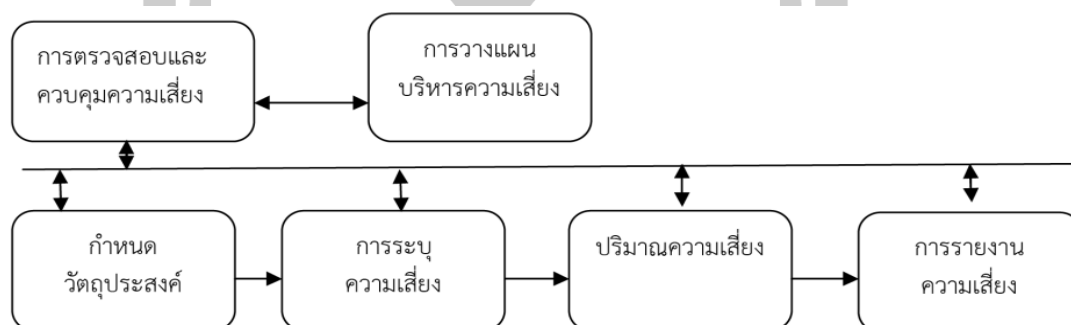 การตรวจสอบและ
ควบคุมความเสี่ยง
การวางแผน
บริหารความเสี่ยง
กำหนด
วัตถุประสงค์
การระบุ
ความเสี่ยง
ปริมาณความเสี่ยง
การรายงาน
ความเสี่ยง